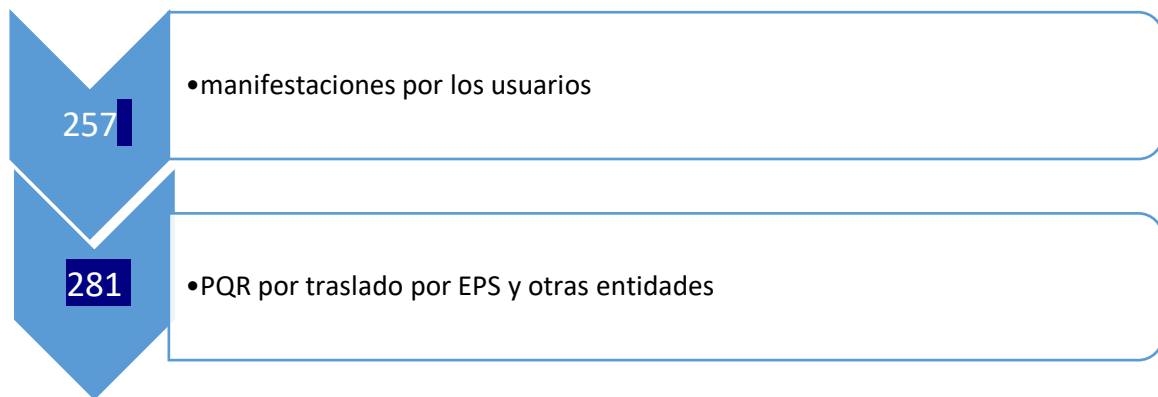 257
•manifestaciones por los usuarios
281
•PQR por traslado por EPS y otras entidades